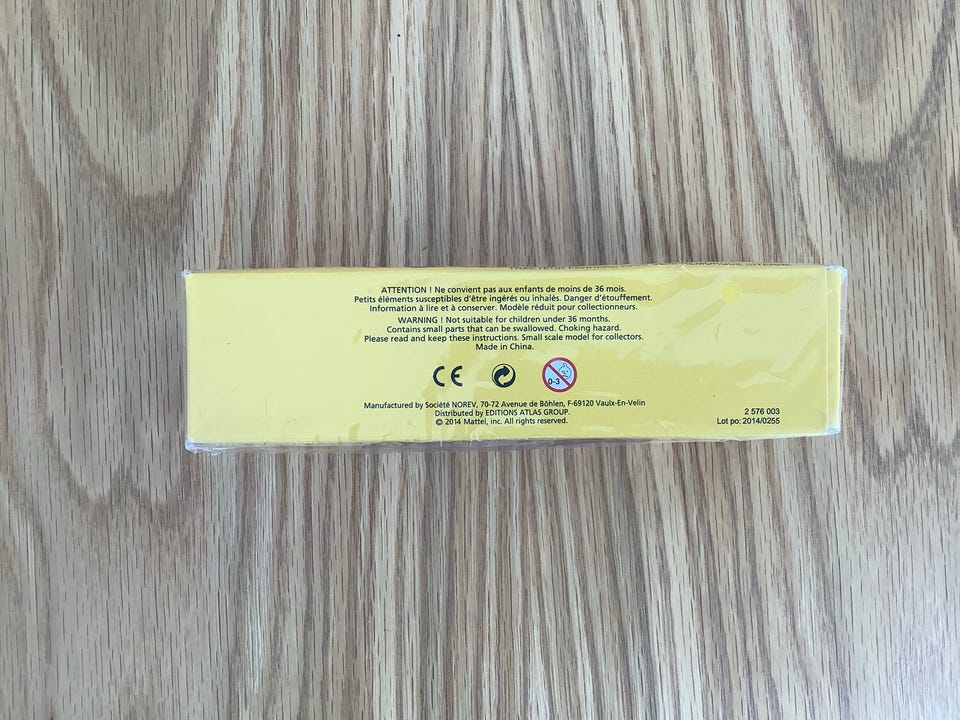 ATTENTION ! Ne convient pas aux enfants de moins de 36 mois.
Petits éléments susceptibles d'être ingérés ou inhalés. Danger d'étouffement.
Information à lire et à conserver. Modèle réduit pour collectionneurs.
WARNING ! Not suitable for children under 36 months.
Contains small parts that can be swallowed. Choking hazard.
Please read and keep these instructions. Small scale model for collectors.
Made in China.
CE
0-3
Manufactured by Société NOREV, 70-72 Avenue de Böhlen, F-69120 Vaulx-En-Velin
Distributed by EDITIONS ATLAS GROUP.
© 2014 Mattel, inc. All rights reserved.
2 576 003
Lot po: 2014/0255